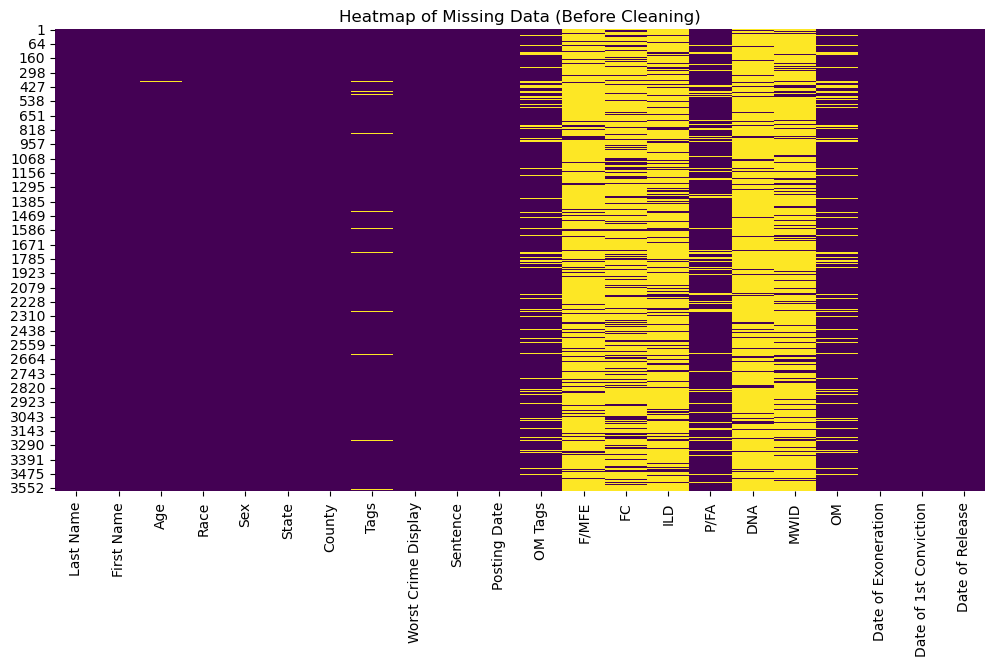 Heatmap of Missing Data (Before Cleaning)
1
64
160
298
427
538
651
818
957
1068
1156
1295
1385
1469
1586
1671
1785
1923
2079
2228
2310
2438
2559
2664
2743
2820
2923
3043
3143
3290
3391
3475
3552
Last Name
First Name
Age
Race
Sex
State
County
Tags
Worst Crime Display
Sentence
Posting Date
OM Tags
F/MFE
FC
ILD
P/FA
DNA
MWID
OM
Date of Exoneration
Date of 1st Conviction
Date of Release